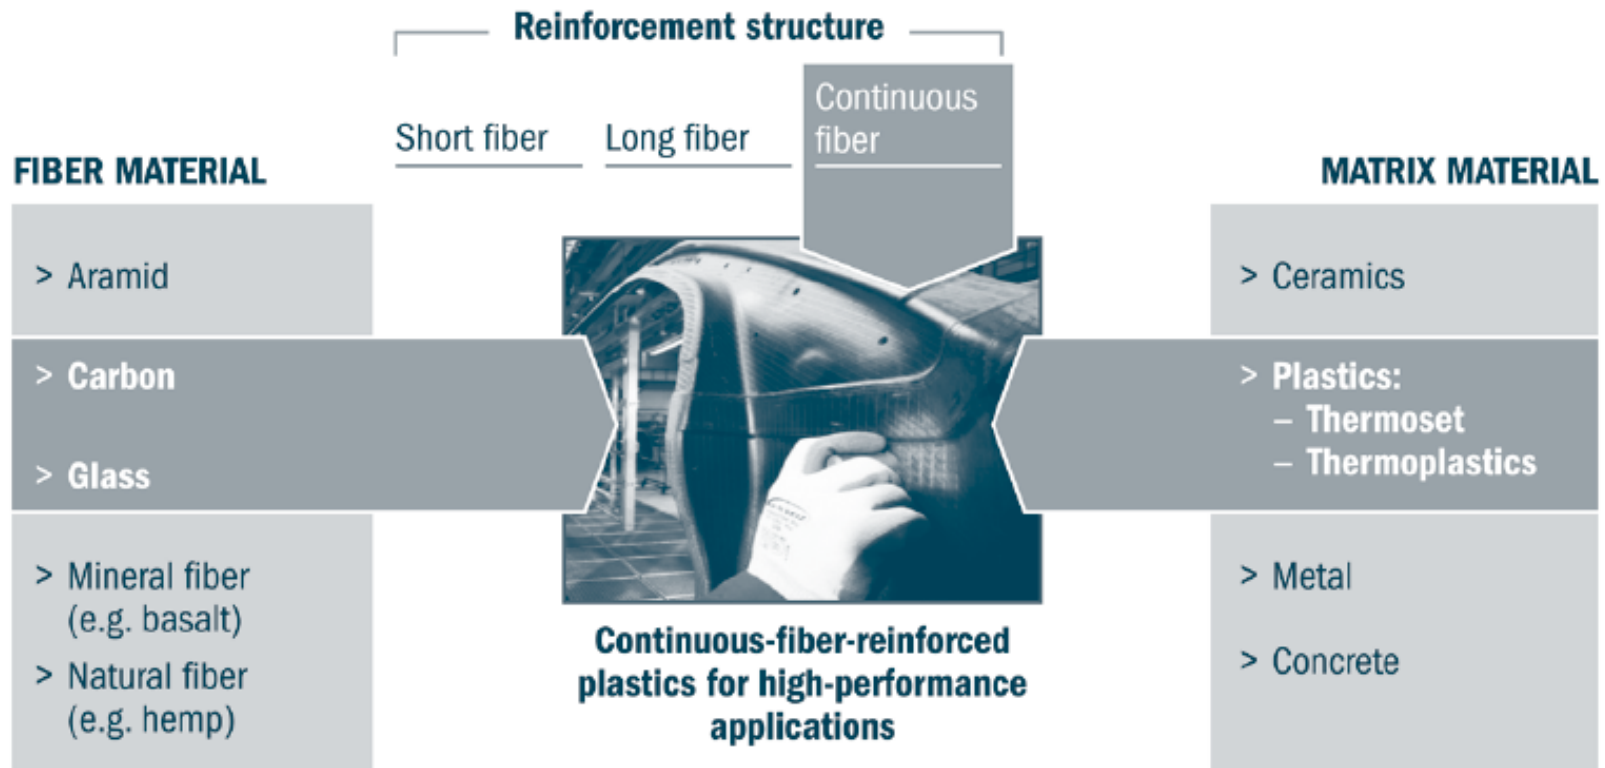 Reinforcement structure
Short fiber
Long fiber
Continuous
fiber
FIBER MATERIAL
> Aramid
> Carbon
> Glass
> Mineral fiber
(e.g. basalt)
> Natural fiber
(e.g. hemp)
MATRIX MATERIAL
> Ceramics
> Plastics:
– Thermoset
– Thermoplastics
> Metal
> Concrete
Continuous-fiber-reinforced
plastics for high-performance
applications